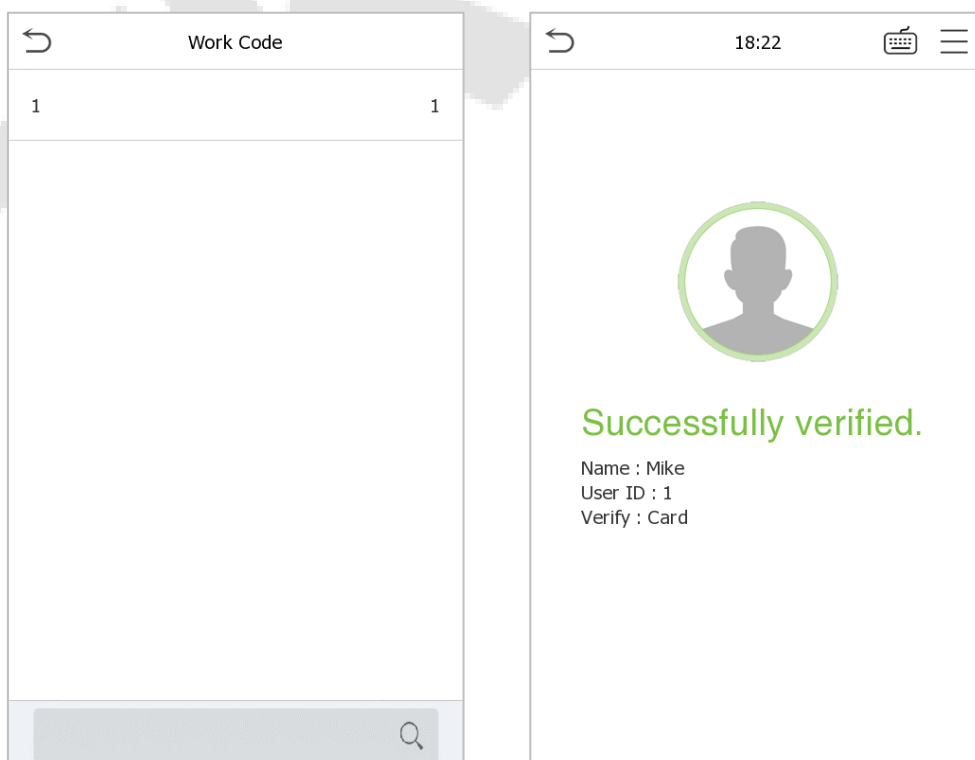 Work Code
1 1
18:22
Successfully verified.
Name : Mike
User ID : 1
Verify : Card